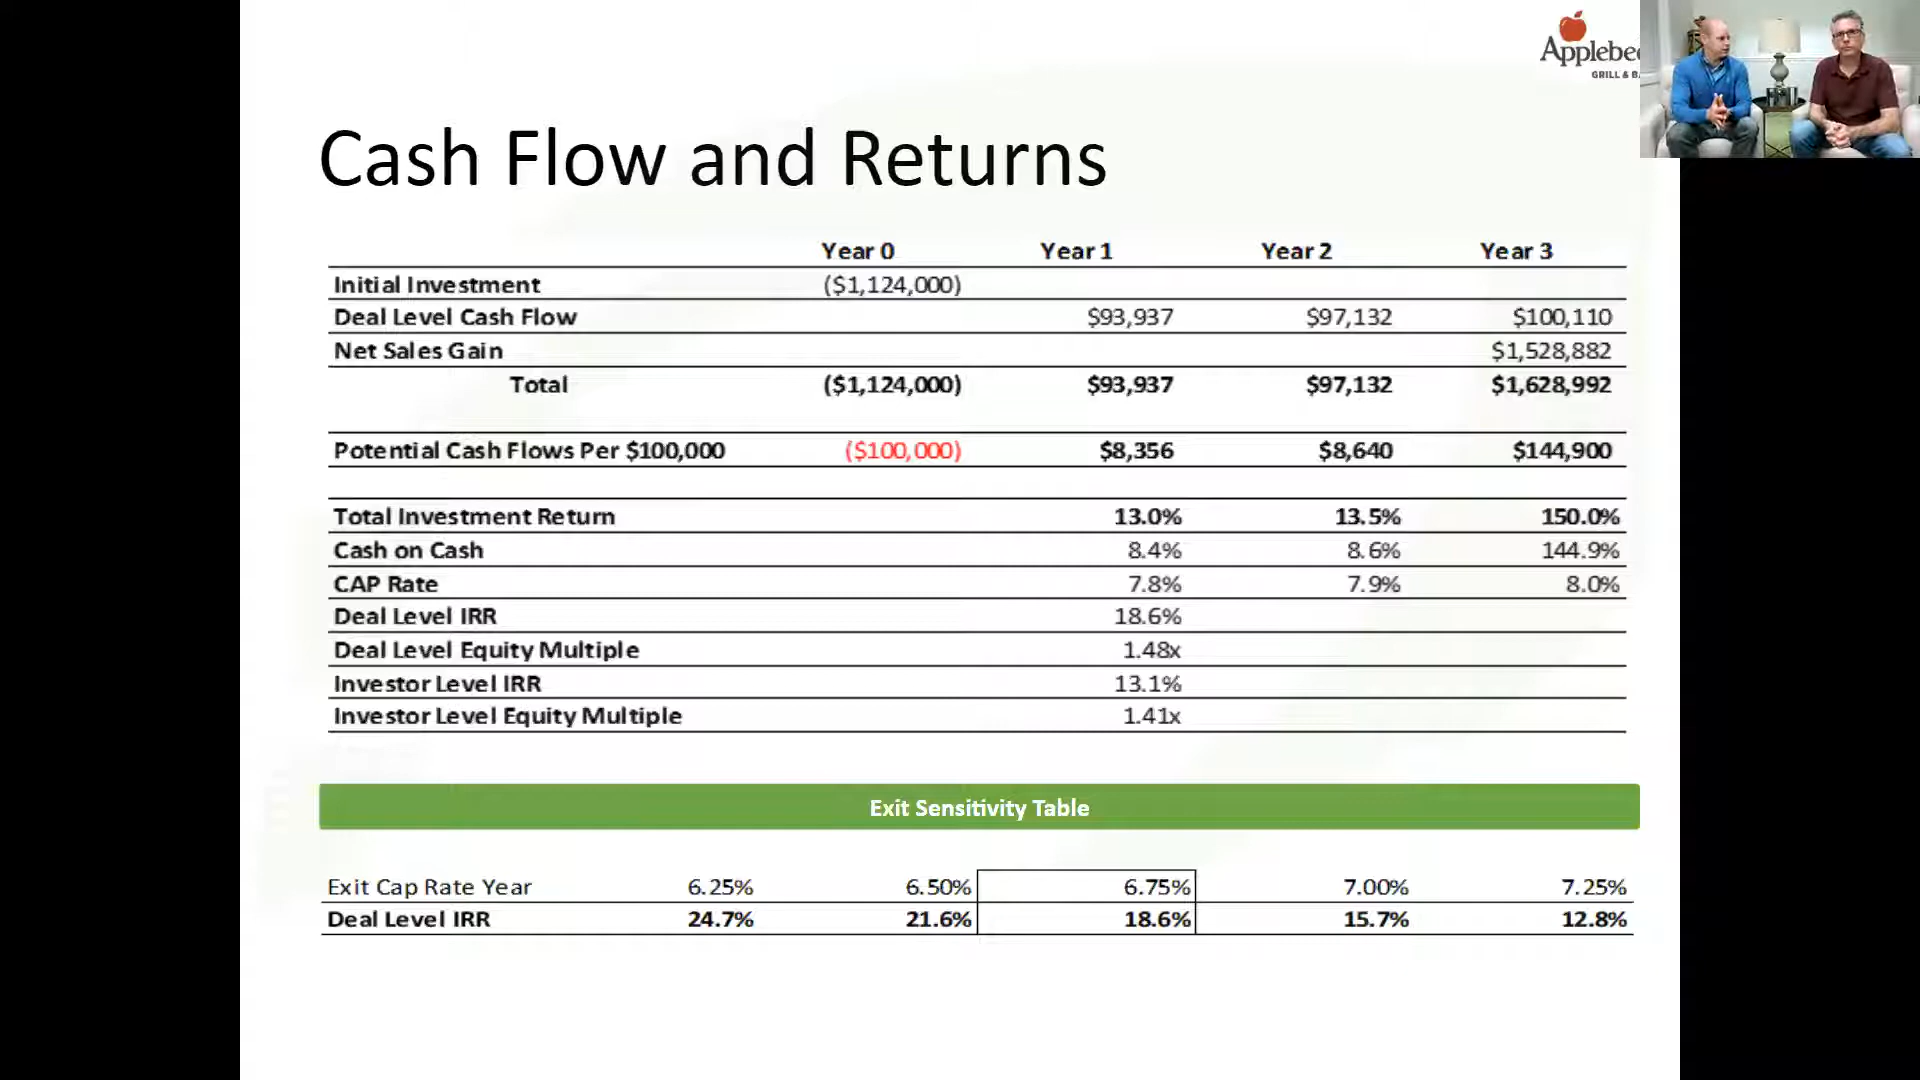 Applebee
GRILL & BA
Cash Flow and Returns
Year 0 Year 1 Year 2 Year 3
Initial Investment ($1,124,000)
Deal Level Cash Flow $93,937 $97,132 $100,110
Net Sales Gain $1,528,882
Total ($1,124,000) $93,937 $97,132 $1,628,992
Potential Cash Flows Per $100,000 ($100,000) $8,356 $8,640 $144,900
Total Investment Return 13.0% 13.5% 150.0%
Cash on Cash 8.4% 8.6% 144.9%
CAP Rate 7.8% 7.9% 8.0%
Deal Level IRR 18.6%
Deal Level Equity Multiple 1.48x
Investor Level IRR 13.1%
Investor Level Equity Multiple 1.41x
Exit Sensitivity Table
Exit Cap Rate Year 6.25% 6.50% 6.75% 7.00% 7.25%
Deal Level IRR 24.7% 21.6% 18.6% 15.7% 12.8%